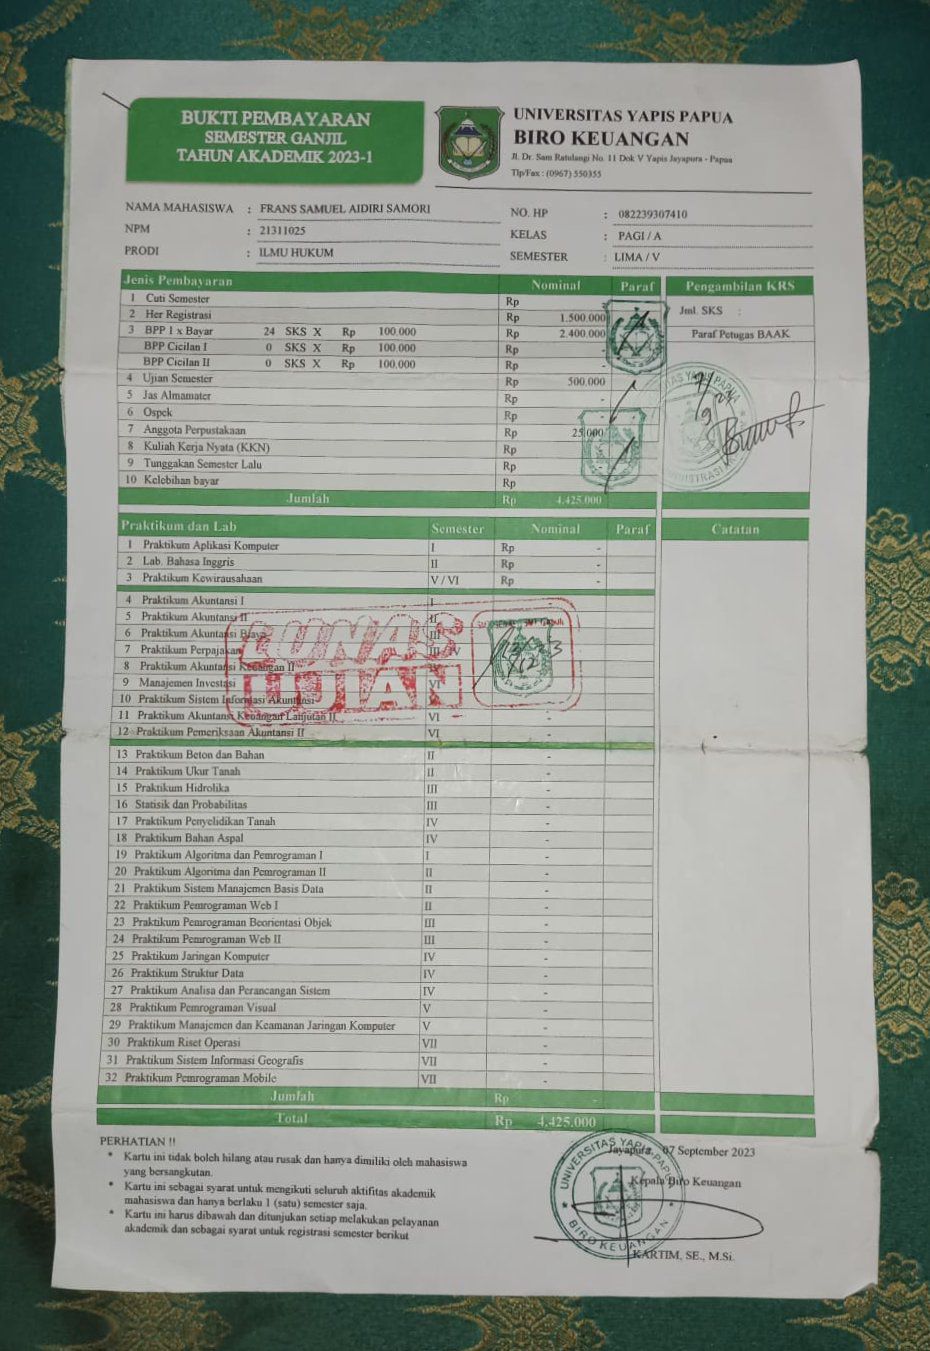 BUKTI PEMBAYARAN
SEMESTER GANJIL
TAHUN AKADEMIK 2023-1
UNIVERSITAS YAPIS PAPUA
BIRO KEUANGAN
Jl. Dr. Sam Ratulangi No. 11 Dok V Yapis Jayapura - Papua
Tlp/Fax : (0967) 550355
NAMA MAHASISWA : FRANS SAMUEL AIDIRI SAMORI
NPM : 21311025
PRODI : ILMU HUKUM
NO. HP : 082239307410
KELAS : PAGI / A
SEMESTER : LIMA / V
Jenis Pembayaran Nominal Paraf
1 Cuti Semester Rp -
2 Her Registrasi Rp 1.500.000
3 BPP 1 x Bayar 24 SKS X Rp 100.000 Rp 2.400.000
BPP Cicilan I 0 SKS X Rp 100.000 Rp -
BPP Cicilan II 0 SKS X Rp 100.000 Rp -
4 Ujian Semester Rp 500.000
5 Jas Almamater Rp -
6 Ospek Rp -
7 Anggota Perpustakaan Rp 25.000
8 Kuliah Kerja Nyata (KKN) Rp
9 Tunggakan Semester Lalu Rp -
10 Kelebihan bayar Rp
Jumlah Rp 4.425.000
Pengambilan KRS
Jml. SKS :
Paraf Petugas BAAK
Praktikum dan Lab Semester Nominal Paraf
1 Praktikum Aplikasi Komputer I Rp -
2 Lab. Bahasa Inggris II Rp -
3 Praktikum Kewirausahaan V / VI Rp -
4 Praktikum Akuntansi I I
5 Praktikum Akuntansi II II
6 Praktikum Akuntansi Biaya III
7 Praktikum Perpajakan III / IV
8 Praktikum Akuntansi Keuangan II
9 Manajemen Investasi VI
10 Praktikum Sistem Informasi Akuntansi
11 Praktikum Akuntansi Keuangan Lanjutan II VI -
12 Praktikum Pemeriksaan Akuntansi II VI -
13 Praktikum Beton dan Bahan II -
14 Praktikum Ukur Tanah II -
15 Praktikum Hidrolika III -
16 Statisik dan Probabilitas III -
17 Praktikum Penyelidikan Tanah IV -
18 Praktikum Bahan Aspal IV -
19 Praktikum Algoritma dan Pemrograman I I -
20 Praktikum Algoritma dan Pemrograman II II -
21 Praktikum Sistem Manajemen Basis Data II -
22 Praktikum Pemrograman Web I II -
23 Praktikum Pemrograman Beorientasi Objek III -
24 Praktikum Pemrograman Web II III -
25 Praktikum Jaringan Komputer IV -
26 Praktikum Struktur Data IV -
27 Praktikum Analisa dan Perancangan Sistem IV -
28 Praktikum Pemrograman Visual V -
29 Praktikum Manajemen dan Keamanan Jaringan Komputer V -
30 Praktikum Riset Operasi VII -
31 Praktikum Sistem Informasi Geografis VII -
32 Praktikum Pemrograman Mobile VII -
Jumlah Rp -
Total Rp 4.425.000
Catatan
LUNAS
UJIAN
PERHATIAN !!
* Kartu ini tidak boleh hilang atau rusak dan hanya dimiliki oleh mahasiswa
yang bersangkutan.
* Kartu ini sebagai syarat untuk mengikuti seluruh aktifitas akademik
mahasiswa dan hanya berlaku 1 (satu) semester saja.
* Kartu ini harus dibawah dan ditunjukan setiap melakukan pelayanan
akademik dan sebagai syarat untuk registrasi semester berikut
Jayapura, 07 September 2023
Kepala Biro Keuangan
UNIVERSITAS YAPIS PAPUA
BIRO KEUANGAN
KARTIM, SE., M.Si.